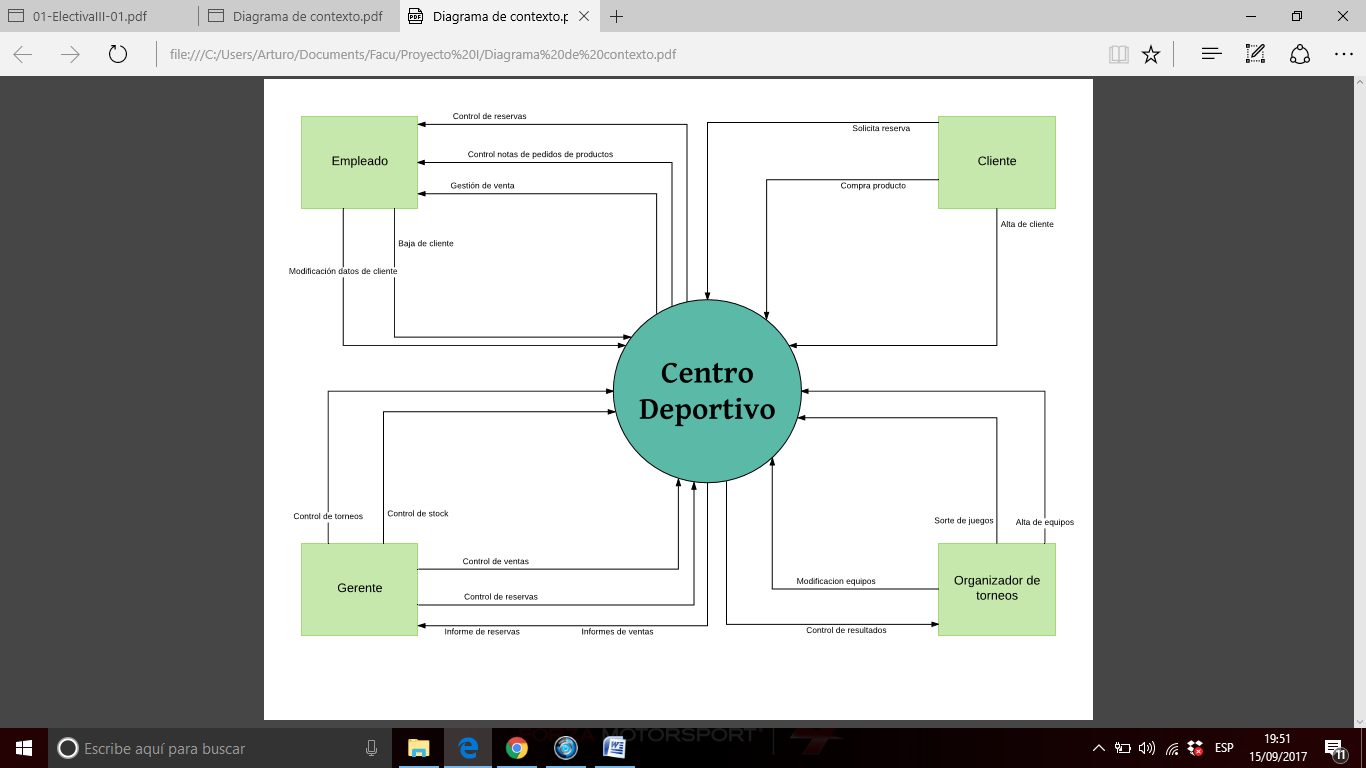 01-ElectivaIII-01.pdf
Diagrama de contexto.pdf
Diagrama de contexto.p
file:///C:/Users/Arturo/Documents/Facu/Proyecto%20I/Diagrama%20de%20contexto.pdf
Control de reservas
Empleado
Control notas de pedidos de productos
Gestión de venta
Solicita reserva
Cliente
Compra producto
Alta de cliente
Baja de cliente
Modificación datos de cliente
Centro
Deportivo
Control de torneos
Control de stock
Sorte de juegos
Alta de equipos
Control de ventas
Gerente
Control de reservas
Informe de reservas
Informes de ventas
Modificacion equipos
Organizador de
torneos
Control de resultados
Escribe aquí para buscar
MOTORSPORT
ESP
19:51
15/09/2017
11